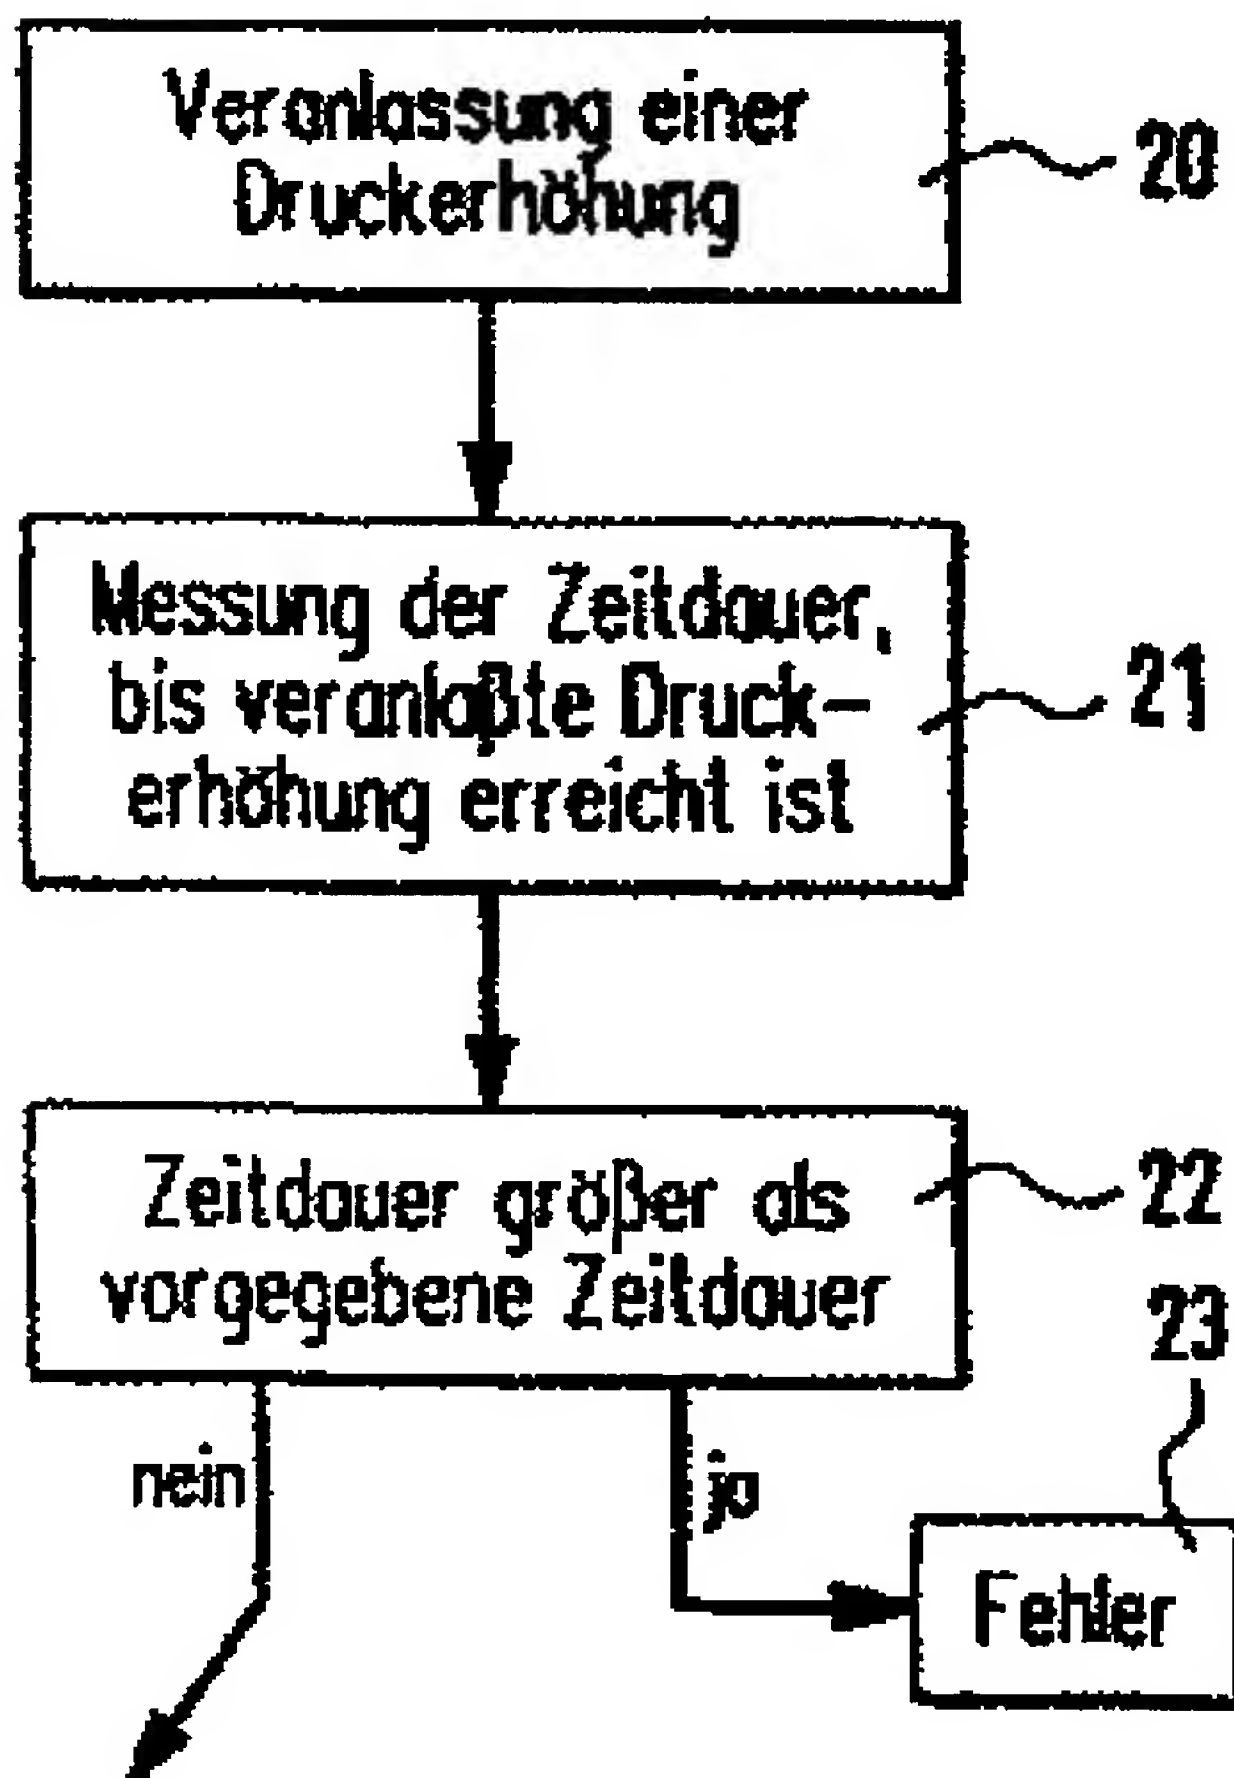 Veranlassung einer
Druckerhöhung
20
Messung der Zeitdauer,
bis veranlaßte Druck-
erhöhung erreicht ist
21
Zeitdauer größer als
vorgegebene Zeitdauer
22
23
nein
ja
Fehler